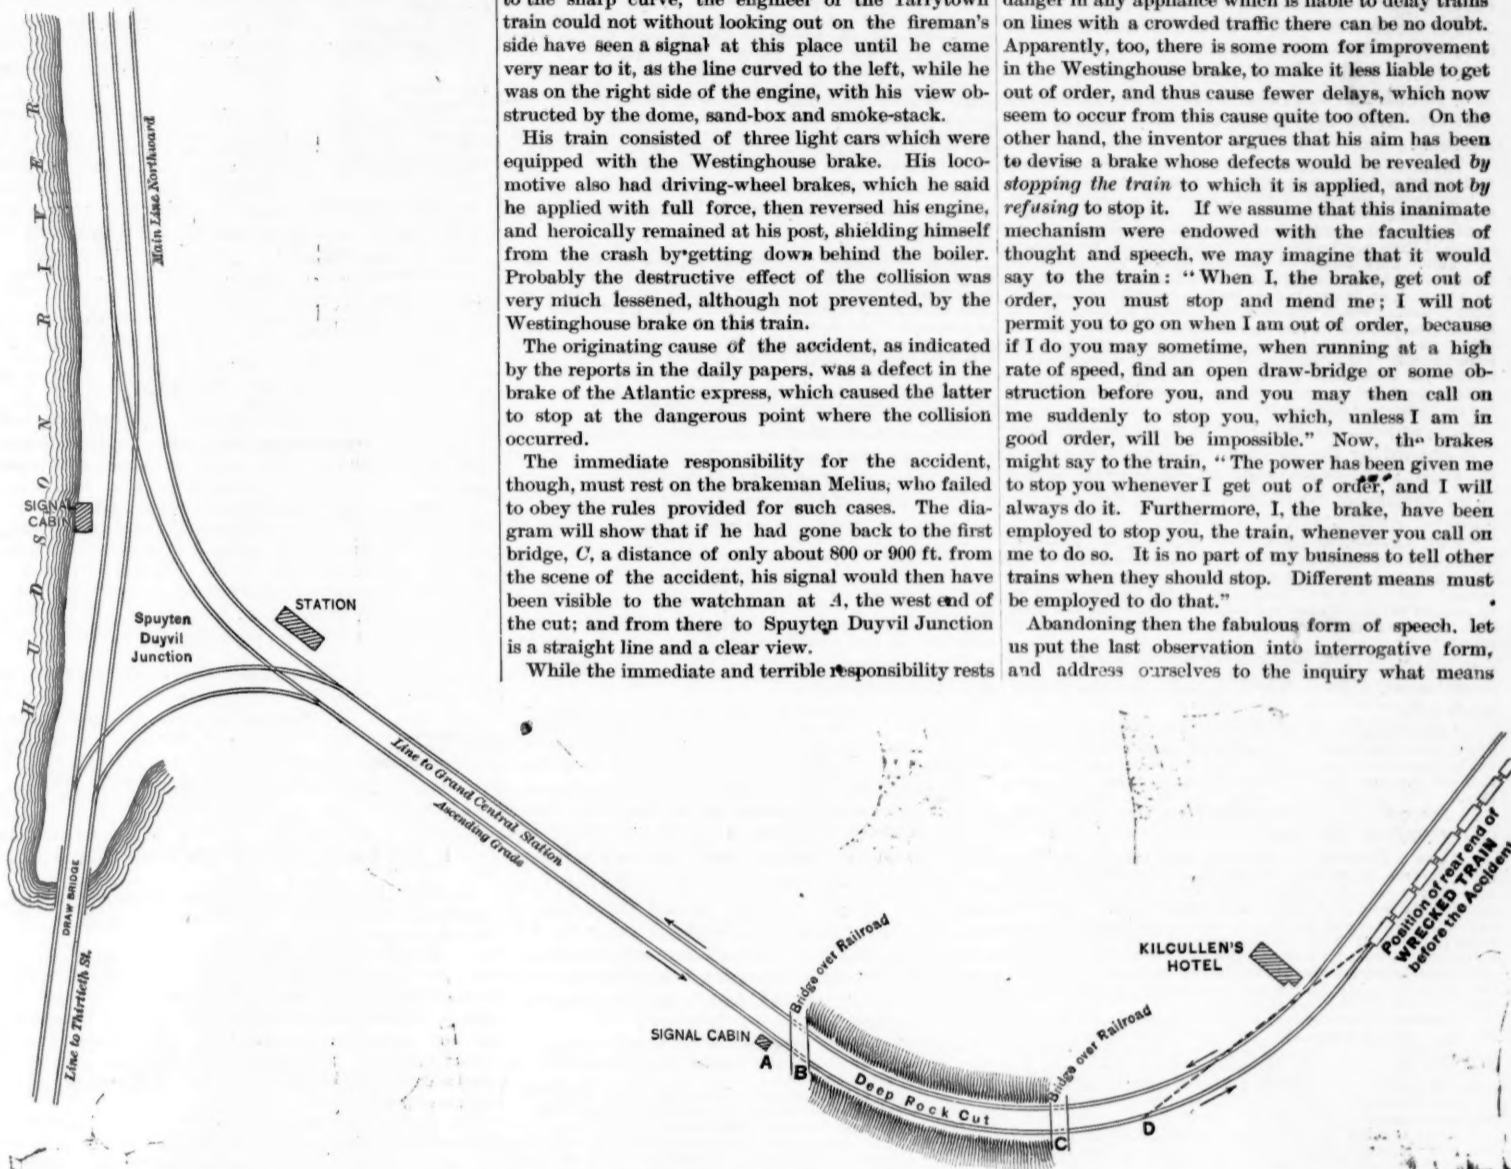 to the sharp curve, the engineer of the Tarrytown
train could not without looking out on the fireman's
side have seen a signal at this place until he came
very near to it, as the line curved to the left, while he
was on the right side of the engine, with his view ob-
structed by the dome, sand-box and smoke-stack.
His train consisted of three light cars which were
equipped with the Westinghouse brake. His loco-
motive also had driving-wheel brakes, which he said
he applied with full force, then reversed his engine,
and heroically remained at his post, shielding himself
from the crash by getting down behind the boiler.
Probably the destructive effect of the collision was
very much lessened, although not prevented, by the
Westinghouse brake on this train.
The originating cause of the accident, as indicated
by the reports in the daily papers, was a defect in the
brake of the Atlantic express, which caused the latter
to stop at the dangerous point where the collision
occurred.
The immediate responsibility for the accident,
though, must rest on the brakeman Melius, who failed
to obey the rules provided for such cases. The dia-
gram will show that if he had gone back to the first
bridge, C, a distance of only about 800 or 900 ft. from
the scene of the accident, his signal would then have
been visible to the watchman at A, the west end of
the cut; and from there to Spuyten Duyvil Junction
is a straight line and a clear view.
While the immediate and terrible responsibility rests
danger in any appliance which is liable to delay trains
on lines with a crowded traffic there can be no doubt.
Apparently, too, there is some room for improvement
in the Westinghouse brake, to make it less liable to get
out of order, and thus cause fewer delays, which now
seem to occur from this cause quite too often. On the
other hand, the inventor argues that his aim has been
to devise a brake whose defects would be revealed by
stopping the train to which it is applied, and not by
refusing to stop it. If we assume that this inanimate
mechanism were endowed with the faculties of
thought and speech, we may imagine that it would
say to the train: "When I, the brake, get out of
order, you must stop and mend me; I will not
permit you to go on when I am out of order, because
if I do you may sometime, when running at a high
rate of speed, find an open draw-bridge or some ob-
struction before you, and you may then call on
me suddenly to stop you, which, unless I am in
good order, will be impossible." Now, the brakes
might say to the train, "The power has been given me
to stop you whenever I get out of order, and I will
always do it. Furthermore, I, the brake, have been
employed to stop you, the train, whenever you call on
me to do so. It is no part of my business to tell other
trains when they should stop. Different means must
be employed to do that."
Abandoning then the fabulous form of speech, let
us put the last observation into interrogative form,
and address ourselves to the inquiry what means
HUDSON RIVER
Main Line Northward
SIGNAL
CABIN
STATION
Spuyten
Duyvil
Junction
DRAW BRIDGE
Line to Thirtieth St.
Line to Grand Central Station
Ascending Grade
SIGNAL CABIN
A
B
Bridge over Railroad
Deep Rock Cut
Bridge over Railroad
C
D
KILCULLEN'S
HOTEL
Position of rear end of
WRECKED TRAIN
before the Accident